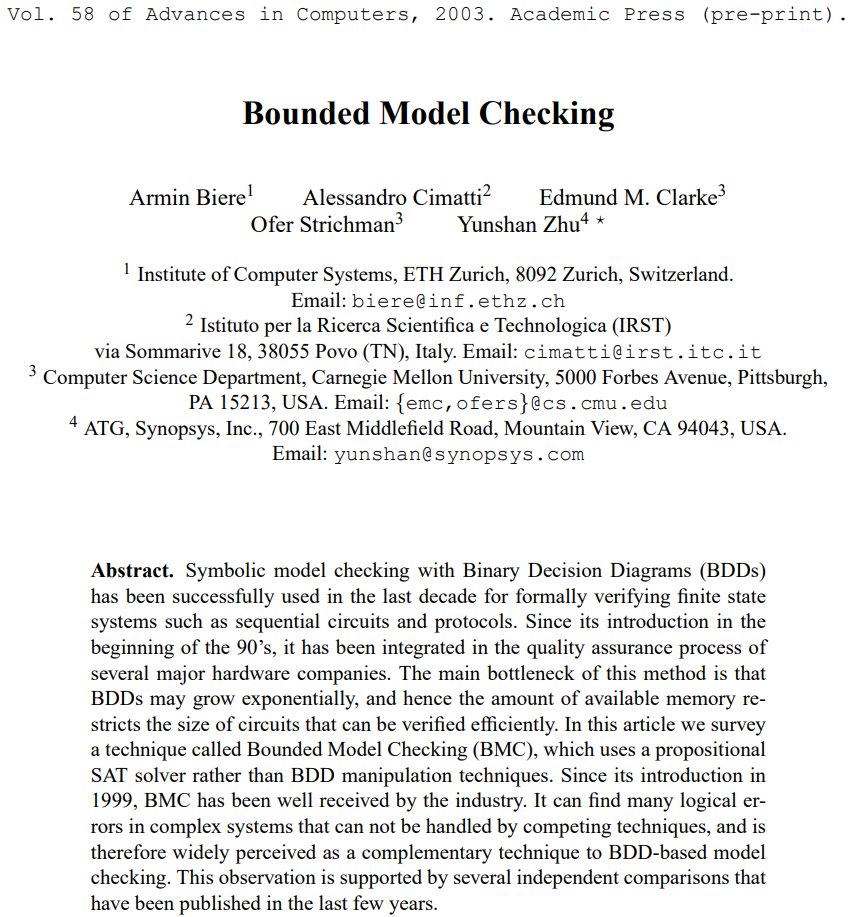 Vol. 58 of Advances in Computers, 2003. Academic Press (pre-print).
Bounded Model Checking
Armin Biere1 Alessandro Cimatti2 Edmund M. Clarke3
Ofer Strichman3 Yunshan Zhu4 *
1 Institute of Computer Systems, ETH Zurich, 8092 Zurich, Switzerland.
Email: biere@inf.ethz.ch
2 Istituto per la Ricerca Scientifica e Technologica (IRST)
via Sommarive 18, 38055 Povo (TN), Italy. Email: cimatti@irst.itc.it
3 Computer Science Department, Carnegie Mellon University, 5000 Forbes Avenue, Pittsburgh,
PA 15213, USA. Email: {emc,ofers}@cs.cmu.edu
4 ATG, Synopsys, Inc., 700 East Middlefield Road, Mountain View, CA 94043, USA.
Email: yunshan@synopsys.com
Abstract. Symbolic model checking with Binary Decision Diagrams (BDDs)
has been successfully used in the last decade for formally verifying finite state
systems such as sequential circuits and protocols. Since its introduction in the
beginning of the 90's, it has been integrated in the quality assurance process of
several major hardware companies. The main bottleneck of this method is that
BDDs may grow exponentially, and hence the amount of available memory re-
stricts the size of circuits that can be verified efficiently. In this article we survey
a technique called Bounded Model Checking (BMC), which uses a propositional
SAT solver rather than BDD manipulation techniques. Since its introduction in
1999, BMC has been well received by the industry. It can find many logical er-
rors in complex systems that can not be handled by competing techniques, and is
therefore widely perceived as a complementary technique to BDD-based model
checking. This observation is supported by several independent comparisons that
have been published in the last few years.